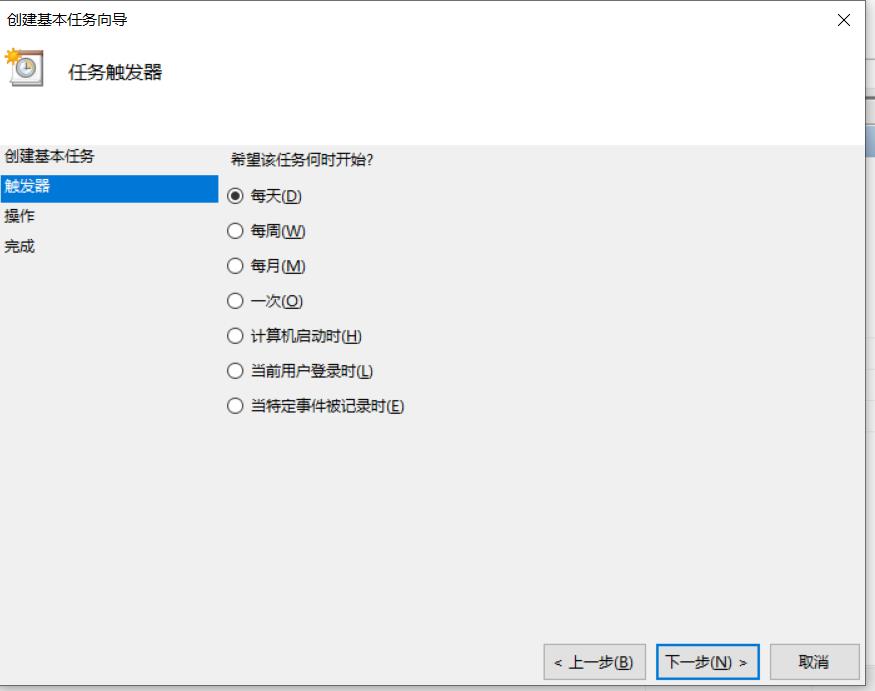 创建基本任务向导
任务触发器
创建基本任务
触发器
操作
完成
希望该任务何时开始?
每天(D)
每周(W)
每月(M)
一次(O)
计算机启动时(H)
当前用户登录时(L)
当特定事件被记录时(E)
< 上一步(B)
下一步(N) >
取消